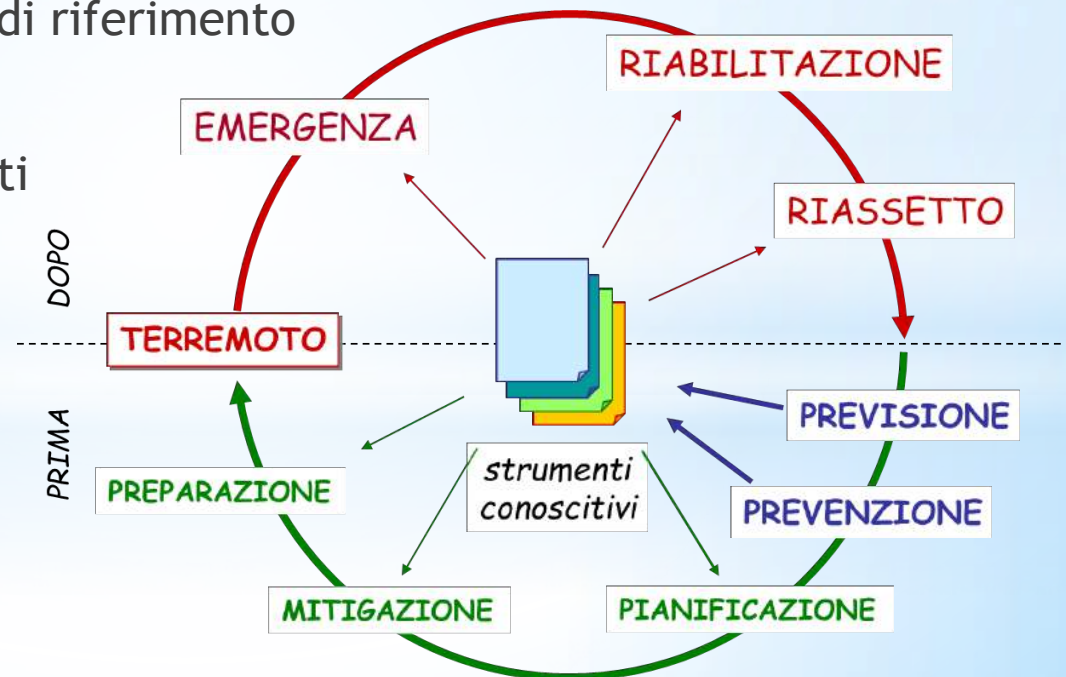 di riferimento
ti
RIABILITAZIONE
EMERGENZA
RIASSETTO
DOPO
TERREMOTO
PRIMA
PREVISIONE
strumenti
conoscitivi
PREPARAZIONE
PREVENZIONE
MITIGAZIONE
PIANIFICAZIONE